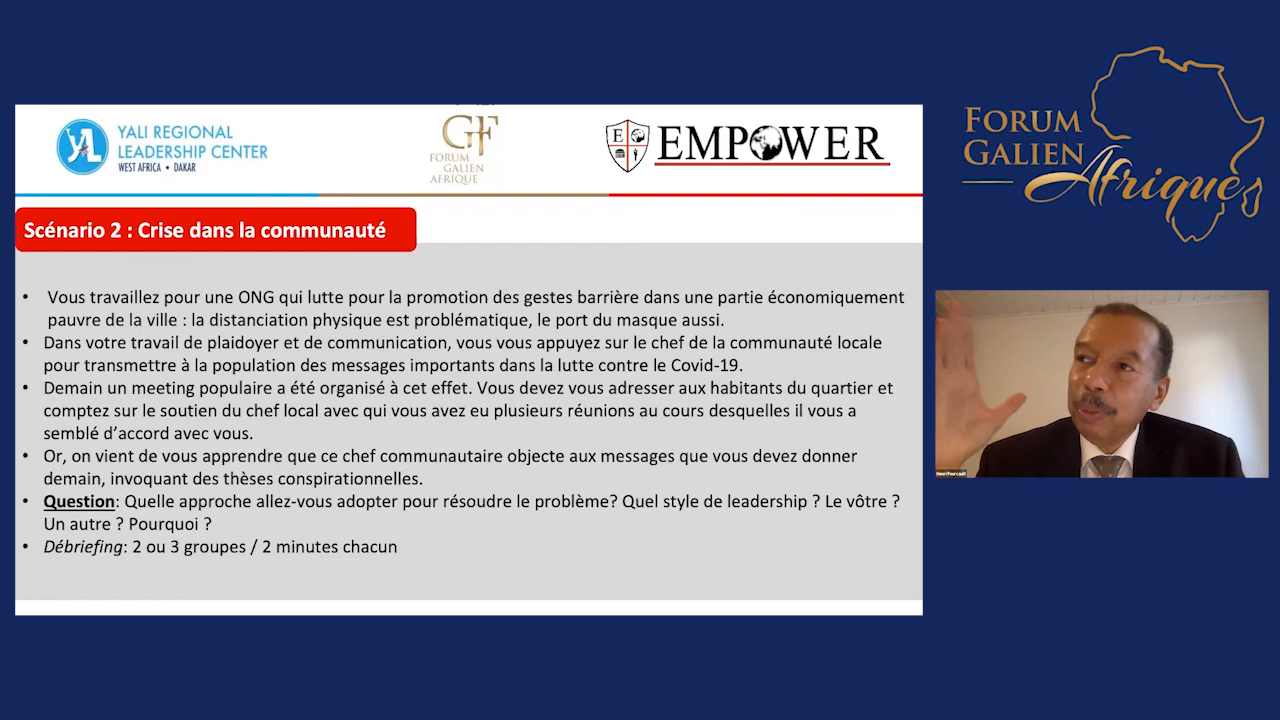 YALI REGIONAL
LEADERSHIP CENTER
WEST AFRICA • DAKAR
GF
FORUM
GALIEN
AFRIQUE
E
EMPOWER
FORUM
GALIEN
Afrique
Scénario 2 : Crise dans la communauté
• Vous travaillez pour une ONG qui lutte pour la promotion des gestes barrière dans une partie économiquement
pauvre de la ville : la distanciation physique est problématique, le port du masque aussi.
• Dans votre travail de plaidoyer et de communication, vous vous appuyez sur le chef de la communauté locale
pour transmettre à la population des messages importants dans la lutte contre le Covid-19.
• Demain un meeting populaire a été organisé à cet effet. Vous devez vous adresser aux habitants du quartier et
comptez sur le soutien du chef local avec qui vous avez eu plusieurs réunions au cours desquelles il vous a
semblé d’accord avec vous.
• Or, on vient de vous apprendre que ce chef communautaire objecte aux messages que vous devez donner
demain, invoquant des thèses conspirationnelles.
• Question: Quelle approche allez-vous adopter pour résoudre le problème? Quel style de leadership ? Le vôtre ?
Un autre ? Pourquoi ?
• Débriefing: 2 ou 3 groupes / 2 minutes chacun
Henri Fourcault